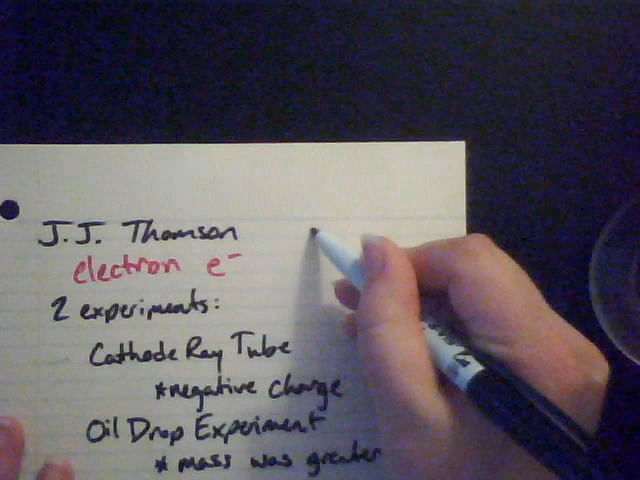 J.J. Thomson
electron e⁻
2 experiments:
Cathode Ray Tube
*negative charge
Oil Drop Experiment
* mass was greater